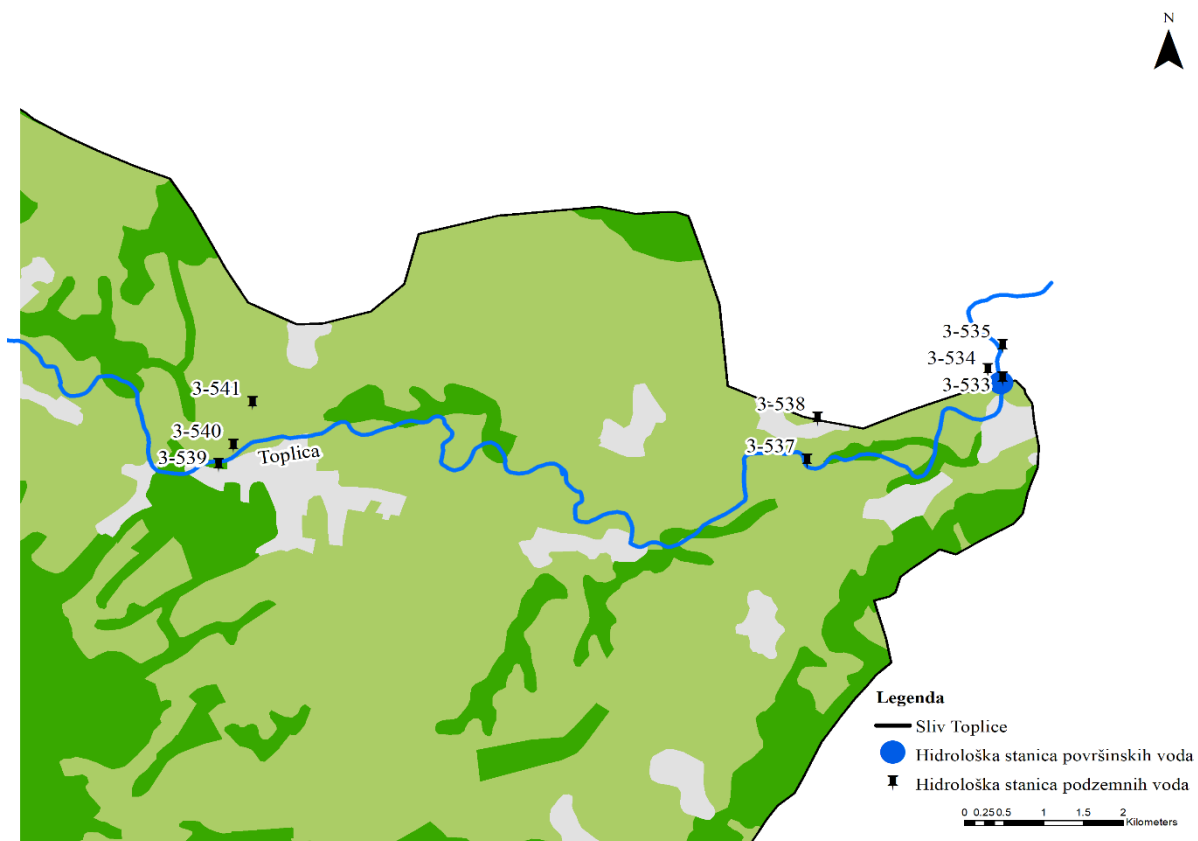 N
3-535
3-534
3-533
3-541
3-538
3-540
3-537
3-539
Toplica
Legenda
Sliv Toplice
Hidrološka stanica površinskih voda
Hidrološka stanica podzemnih voda
0 0.25 0.5 1 1.5 2
Kilometers